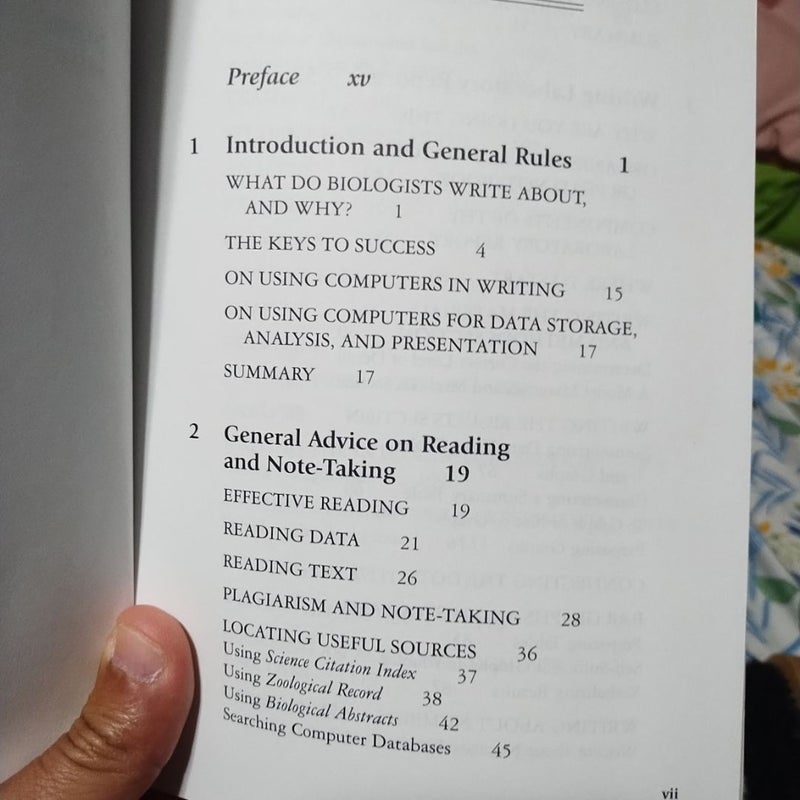 Preface xv
1 Introduction and General Rules 1
WHAT DO BIOLOGISTS WRITE ABOUT,
AND WHY? 1
THE KEYS TO SUCCESS 4
ON USING COMPUTERS IN WRITING 15
ON USING COMPUTERS FOR DATA STORAGE,
ANALYSIS, AND PRESENTATION 17
SUMMARY 17
2 General Advice on Reading
and Note-Taking 19
EFFECTIVE READING 19
READING DATA 21
READING TEXT 26
PLAGIARISM AND NOTE-TAKING 28
LOCATING USEFUL SOURCES 36
Using Science Citation Index 37
Using Zoological Record 38
Using Biological Abstracts 42
Searching Computer Databases 45
vii